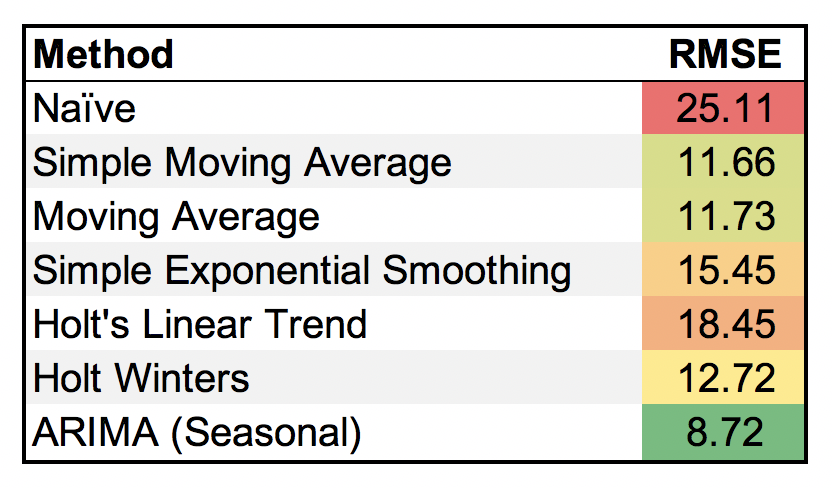 Method RMSE
Naïve 25.11
Simple Moving Average 11.66
Moving Average 11.73
Simple Exponential Smoothing 15.45
Holt's Linear Trend 18.45
Holt Winters 12.72
ARIMA (Seasonal) 8.72